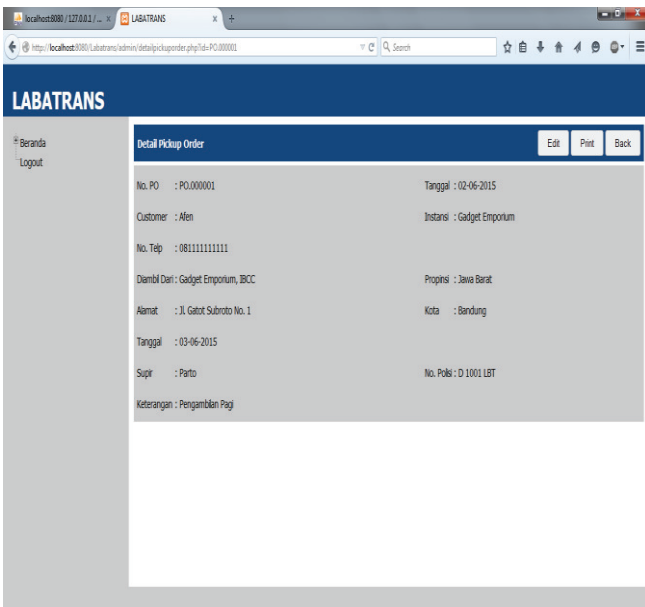 localhost:8080 / 127.0.0.1 / ... x LABATRANS x +
http://localhost:8080/Labatrans/admin/detailpickuporder.php?id=PO.000001 Search
LABATRANS
Beranda
Logout
Detail Pickup Order Edit Print Back
No. PO : PO.000001 Tanggal : 02-06-2015
Customer : Afen Instansi : Gadget Emporium
No. Telp : 081111111111
Diambil Dari : Gadget Emporium, IBCC Propinsi : Jawa Barat
Alamat : Jl. Gatot Subroto No. 1 Kota : Bandung
Tanggal : 03-06-2015
Supir : Parto No. Polisi : D 1001 LBT
Keterangan : Pengambilan Pagi